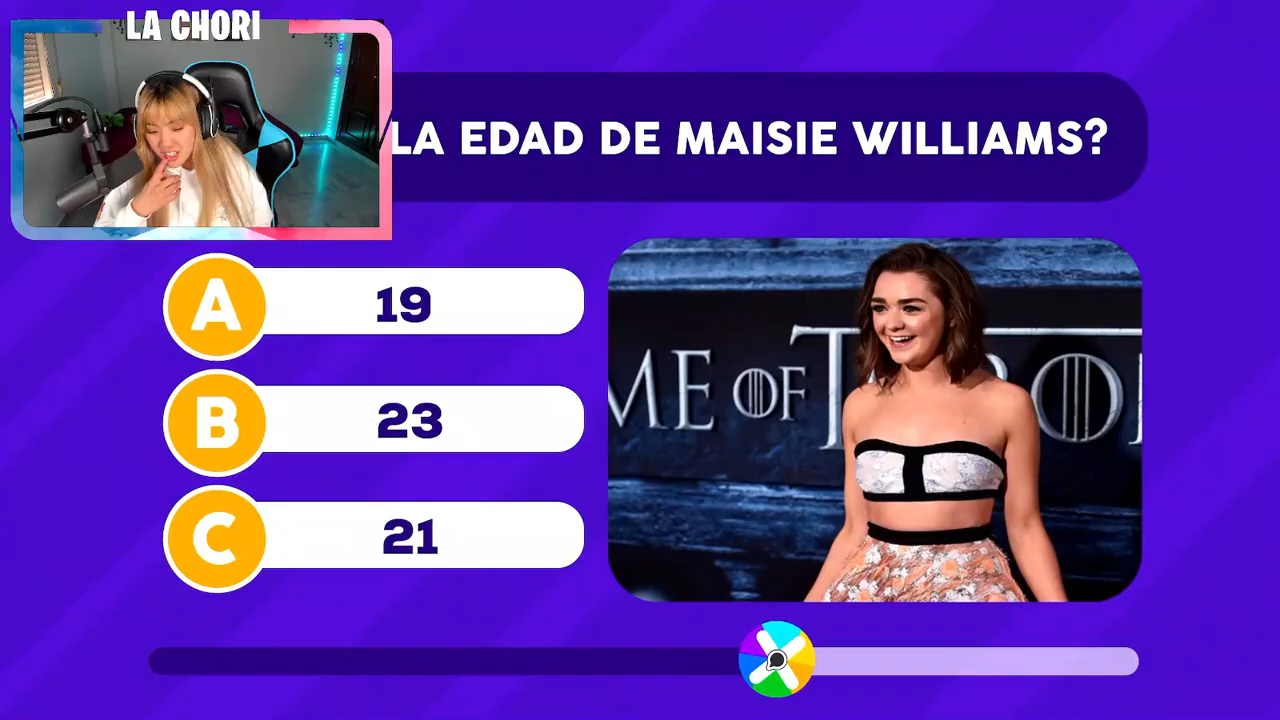 LA CHORI
LA EDAD DE MAISIE WILLIAMS?
A 19
B 23
C 21
ME OF